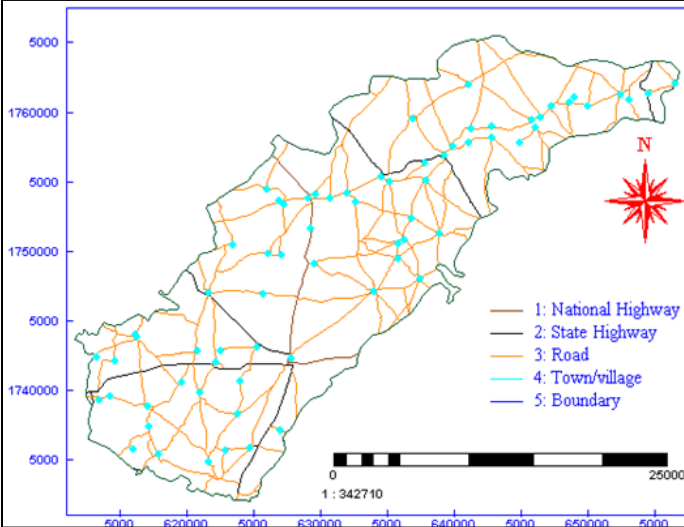 5000
1760000
5000
1750000
5000
1740000
5000
N
1: National Highway
2: State Highway
3: Road
4: Town/village
5: Boundary
0 25000
1 : 342710
5000 620000 5000 630000 5000 640000 5000 650000 5000